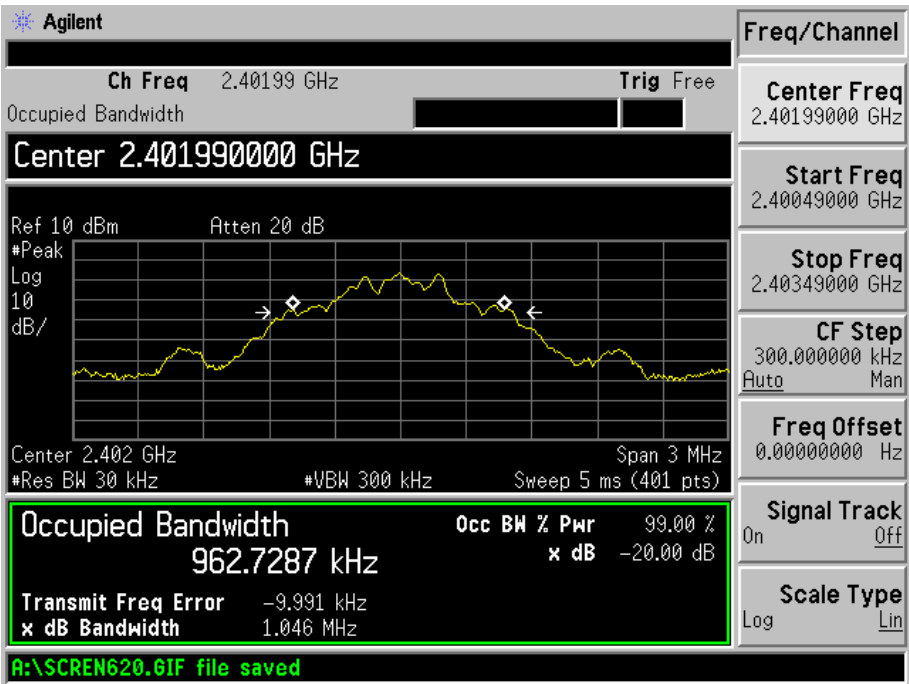 Agilent
Freq/Channel
Ch Freq 2.40199 GHz Trig Free
Occupied Bandwidth
Center 2.401990000 GHz
Ref 10 dBm Atten 20 dB
#Peak
Log
10
dB/
Center 2.402 GHz Span 3 MHz
#Res BW 30 kHz #VBW 300 kHz Sweep 5 ms (401 pts)
Occupied Bandwidth Occ BW % Pwr 99.00 %
962.7287 kHz x dB -20.00 dB
Transmit Freq Error -9.991 kHz
x dB Bandwidth 1.046 MHz
A:\SCREN620.GIF file saved
Center Freq
2.40199000 GHz
Start Freq
2.40049000 GHz
Stop Freq
2.40349000 GHz
CF Step
300.000000 kHz
Auto Man
Freq Offset
0.00000000 Hz
Signal Track
On Off
Scale Type
Log Lin